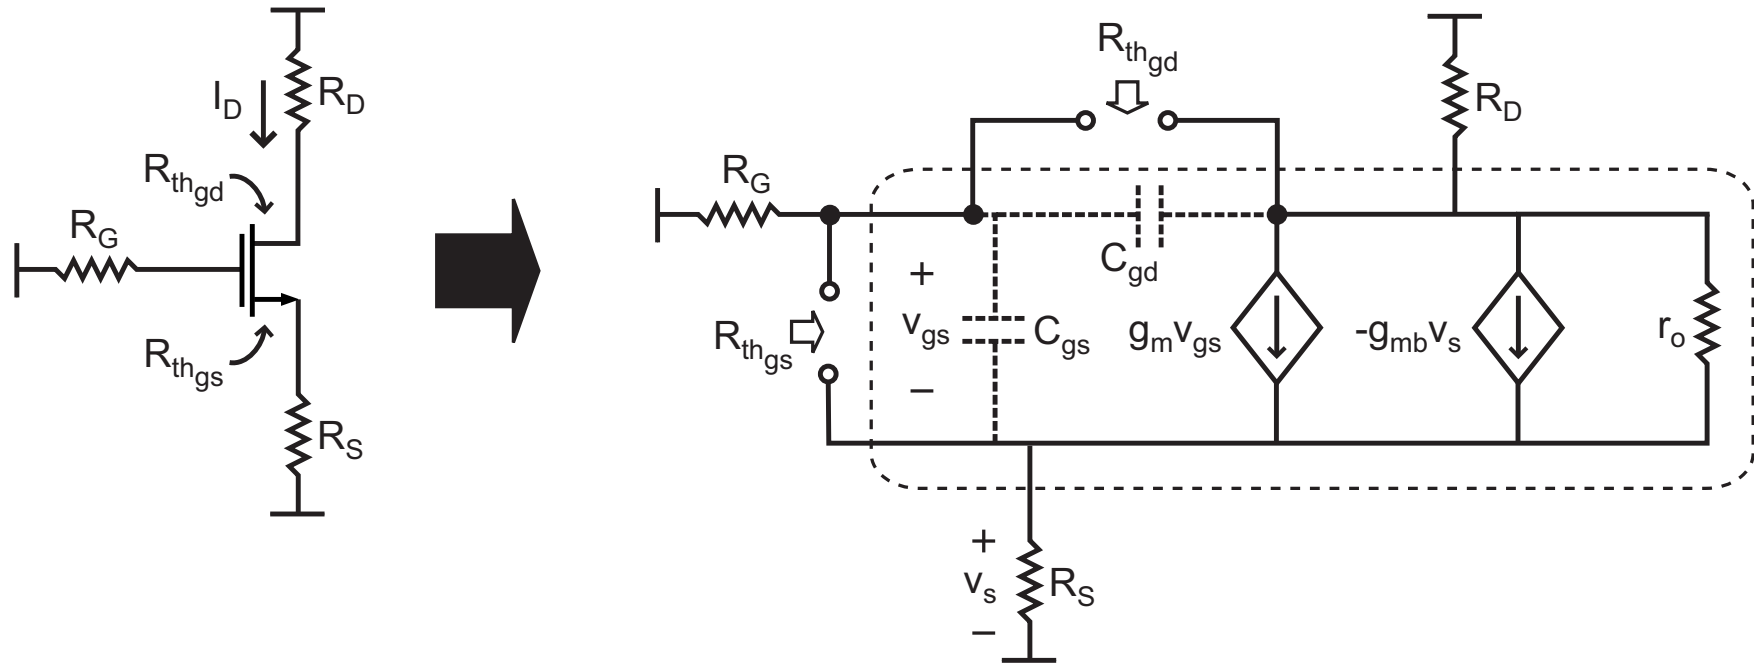 I_D
R_D
R_th_gd
R_G
R_th_gs
R_S
R_th_gd
R_D
R_G
C_gd
+
v_gs
−
R_th_gs
C_gs
g_m v_gs
-g_mb v_s
r_o
+
v_s
−
R_S